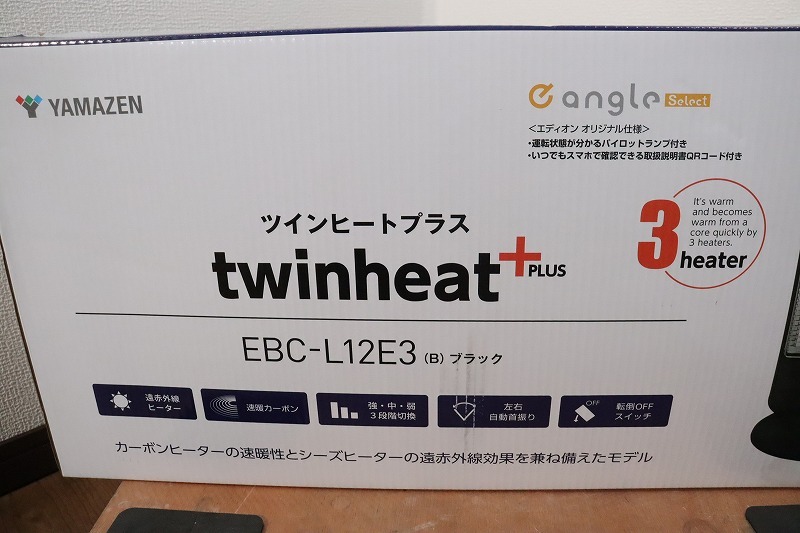 YAMAZEN
e angle Select
<エディオン オリジナル仕様>
・運転状態が分かるパイロットランプ付き
・いつでもスマホで確認できる取扱説明書QRコード付き
ツインヒートプラス
twinheat+PLUS
3 heater
It's warm
and becomes
warm from a
core quickly by
3 heaters.
EBC-L12E3 (B) ブラック
遠赤外線
ヒーター
速暖カーボン
強・中・弱
3段階切換
左右
自動首振り
OFF
転倒OFF
スイッチ
カーボンヒーターの速暖性とシーズヒーターの遠赤外線効果を兼ね備えたモデル